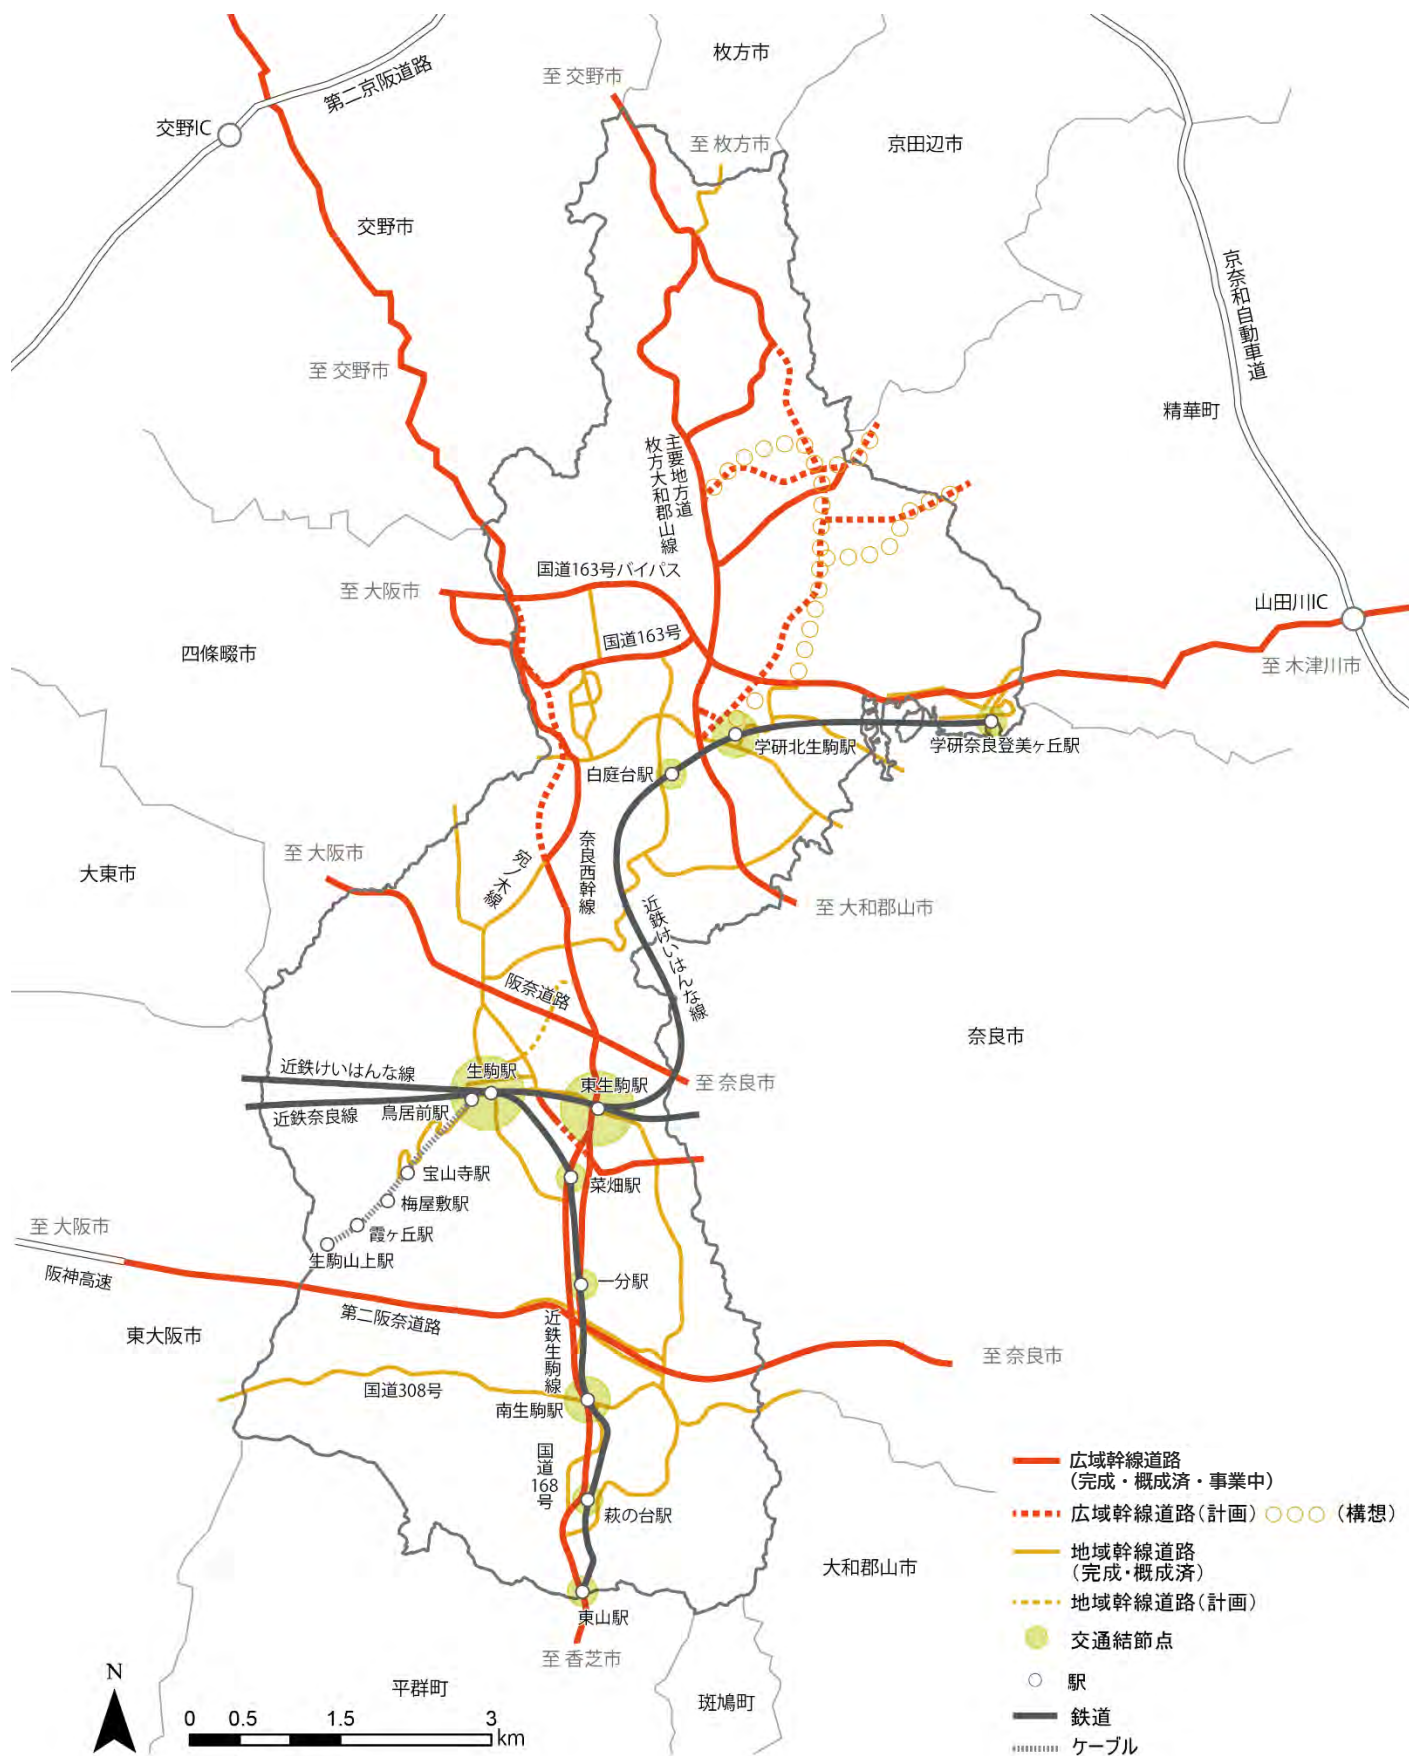 枚方市
至 交野市
第二京阪道路
交野IC
至 枚方市
京田辺市
交野市
京奈和自動車道
至 交野市
精華町
主要地方道
枚方大和郡山線
国道163号バイパス
至 大阪市
山田川IC
国道163号
四條畷市
至 木津川市
学研北生駒駅
学研奈良登美ヶ丘駅
白庭台駅
奈良西幹線
至 大阪市
大東市
宛ノ木線
至 大和郡山市
近鉄けいはんな線
阪奈道路
奈良市
近鉄けいはんな線
生駒駅
東生駒駅
至 奈良市
近鉄奈良線
鳥居前駅
宝山寺駅
菜畑駅
梅屋敷駅
至 大阪市
霞ヶ丘駅
生駒山上駅
阪神高速
一分駅
第二阪奈道路
東大阪市
近鉄生駒線
至 奈良市
国道308号
南生駒駅
国道168号
萩の台駅
大和郡山市
東山駅
至 香芝市
平群町
斑鳩町
N
0 0.5 1.5 3
km
広域幹線道路
(完成・概成済・事業中)
広域幹線道路(計画) (構想)
地域幹線道路
(完成・概成済)
地域幹線道路(計画)
交通結節点
駅
鉄道
ケーブル